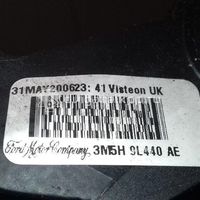 31MAY200623: 41 Visteon UK
Ford Motor Company 3M5H 9L440 AE